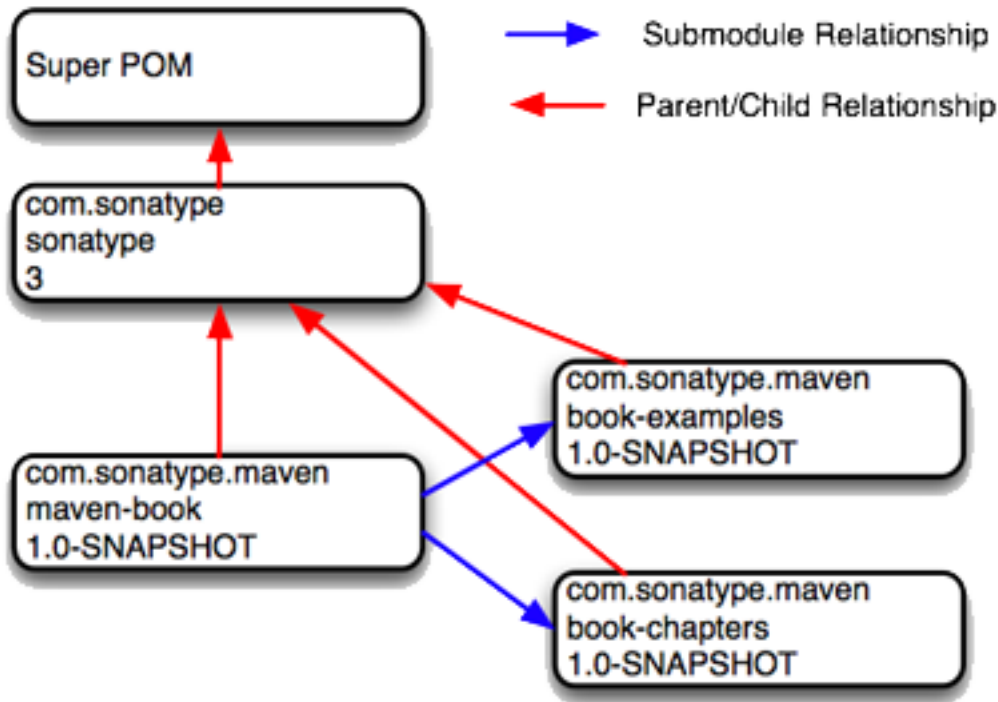 Super POM
Submodule Relationship
Parent/Child Relationship
com.sonatype
sonatype
3
com.sonatype.maven
book-examples
1.0-SNAPSHOT
com.sonatype.maven
maven-book
1.0-SNAPSHOT
com.sonatype.maven
book-chapters
1.0-SNAPSHOT